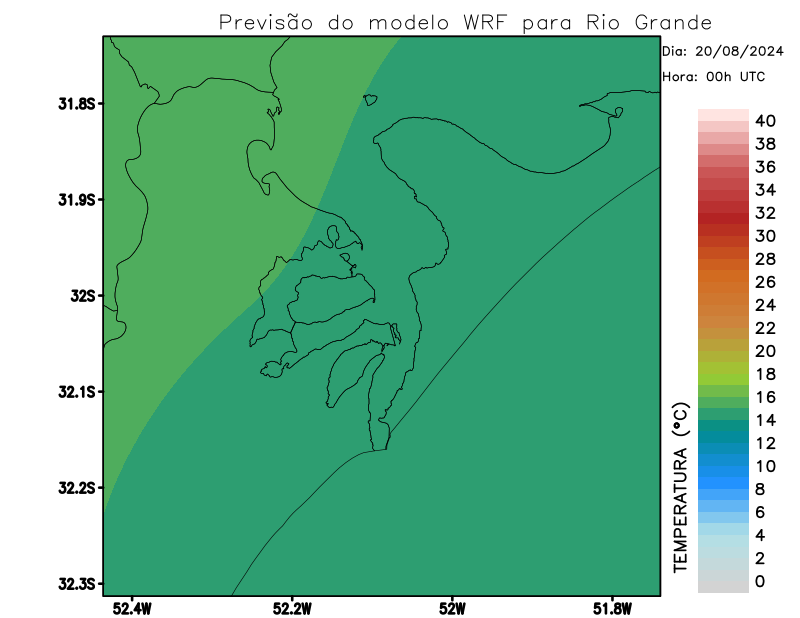 Previsão do modelo WRF para Rio Grande
Dia: 20/08/2024
Hora: 00h UTC
31.8S
31.9S
32S
32.1S
32.2S
32.3S
52.4W
52.2W
52W
51.8W
TEMPERATURA (°C)
40
38
36
34
32
30
28
26
24
22
20
18
16
14
12
10
8
6
4
2
0